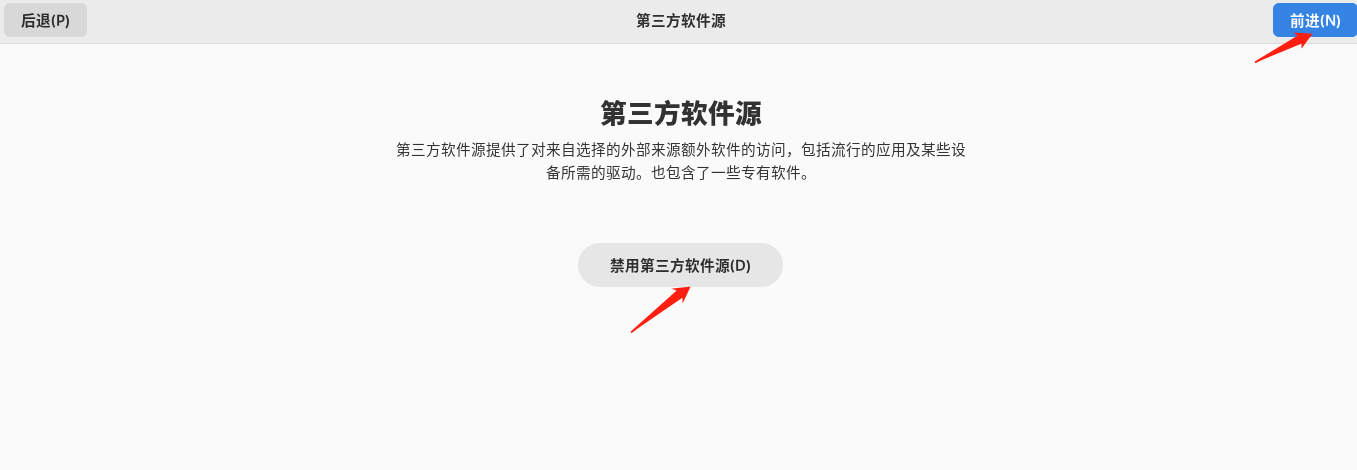 后退(P)
第三方软件源
前进(N)
第三方软件源
第三方软件源提供了对来自选择的外部来源额外软件的访问，包括流行的应用及某些设
备所需的驱动。也包含了一些专有软件。
禁用第三方软件源(D)